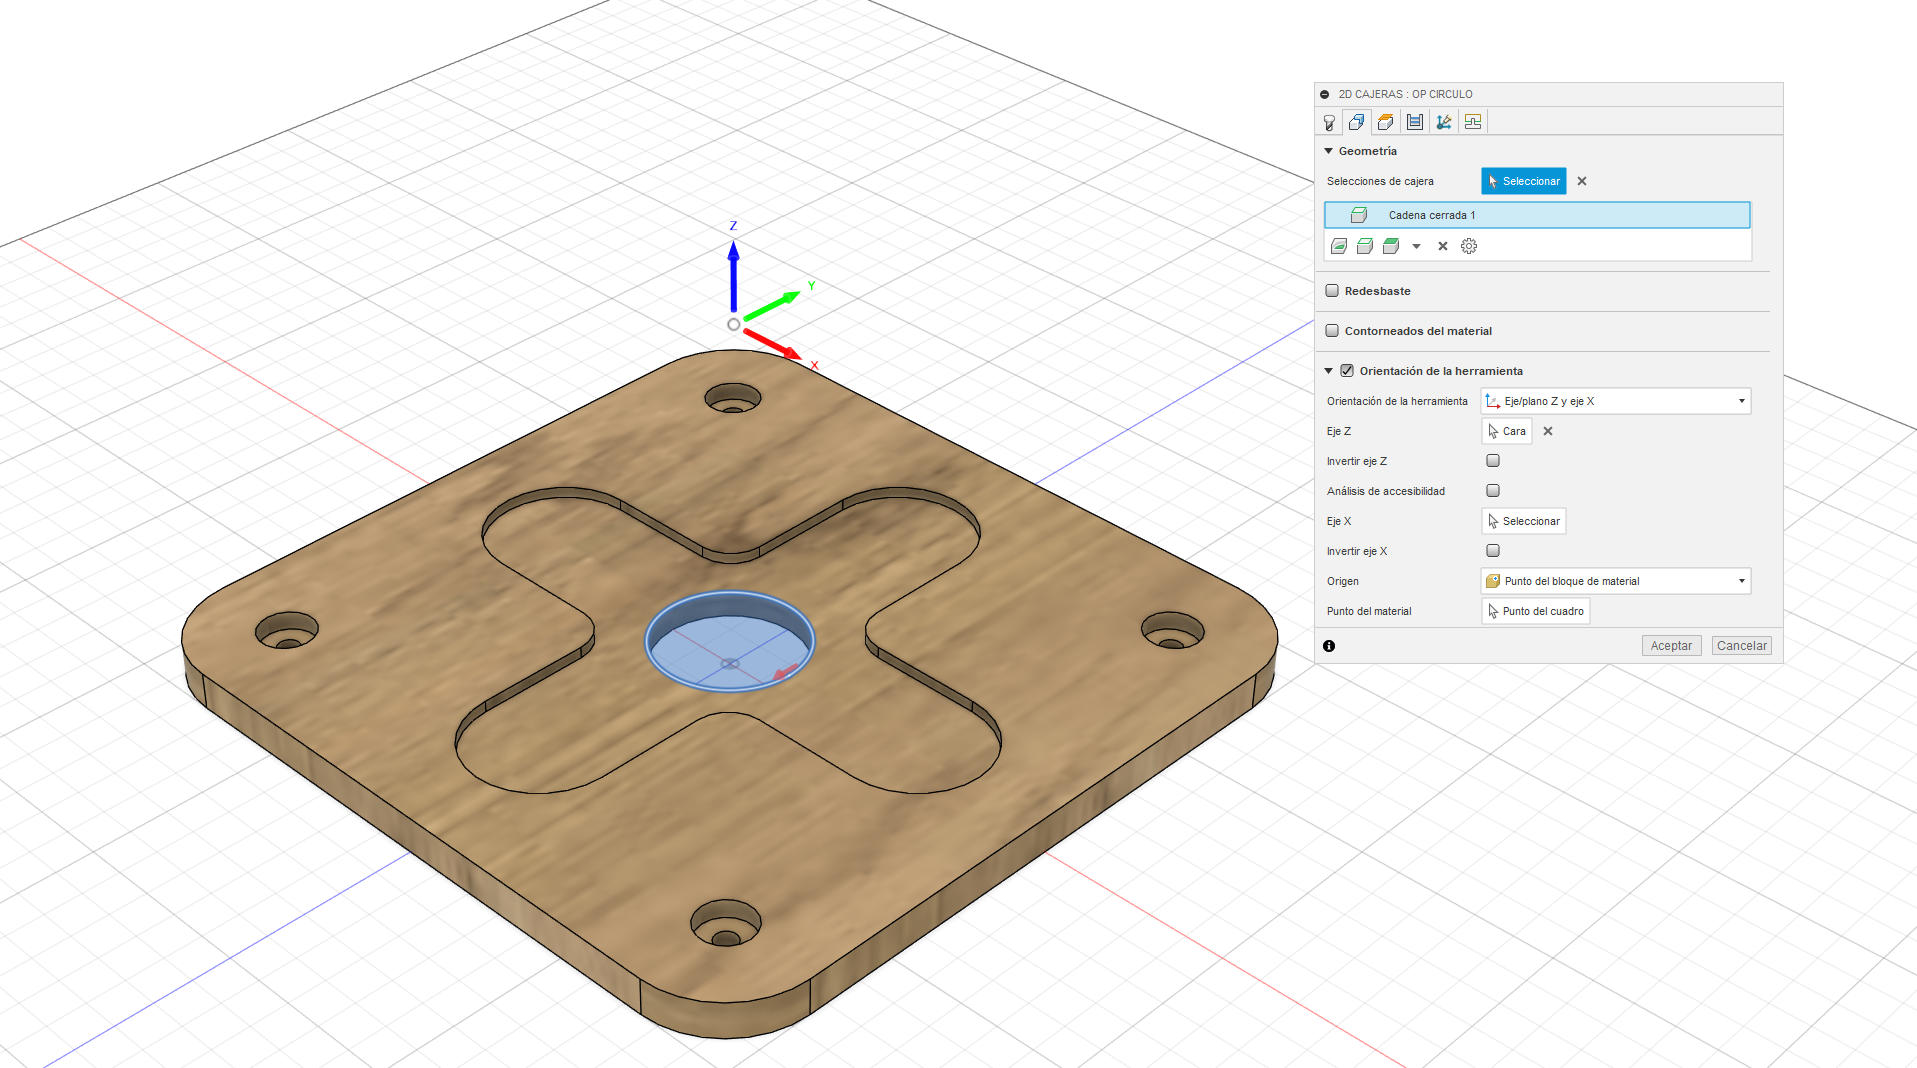 Z
Y
X
2D CAJERAS : OP CIRCULO
Geometría
Selecciones de cajera Seleccionar
Cadena cerrada 1
Redesbaste
Contorneados del material
Orientación de la herramienta
Orientación de la herramienta Eje/plano Z y eje X
Eje Z Cara
Invertir eje Z
Análisis de accesibilidad
Eje X Seleccionar
Invertir eje X
Origen Punto del bloque de material
Punto del material Punto del cuadro
Aceptar Cancelar